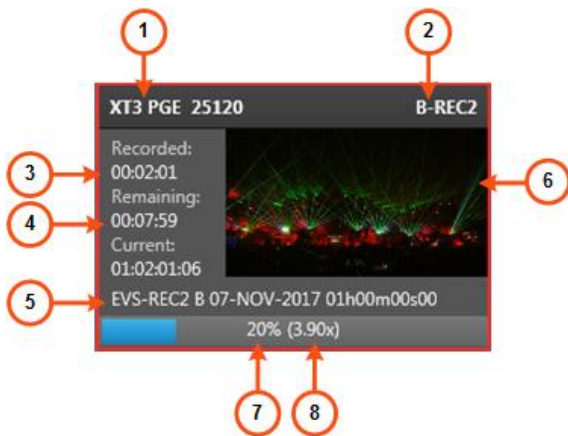 1 2
XT3 PGE 25120 B-REC2
Recorded:
3 00:02:01
Remaining:
6
4 00:07:59
Current:
01:02:01:06
5 EVS-REC2 B 07-NOV-2017 01h00m00s00
20% (3.90x)
7 8